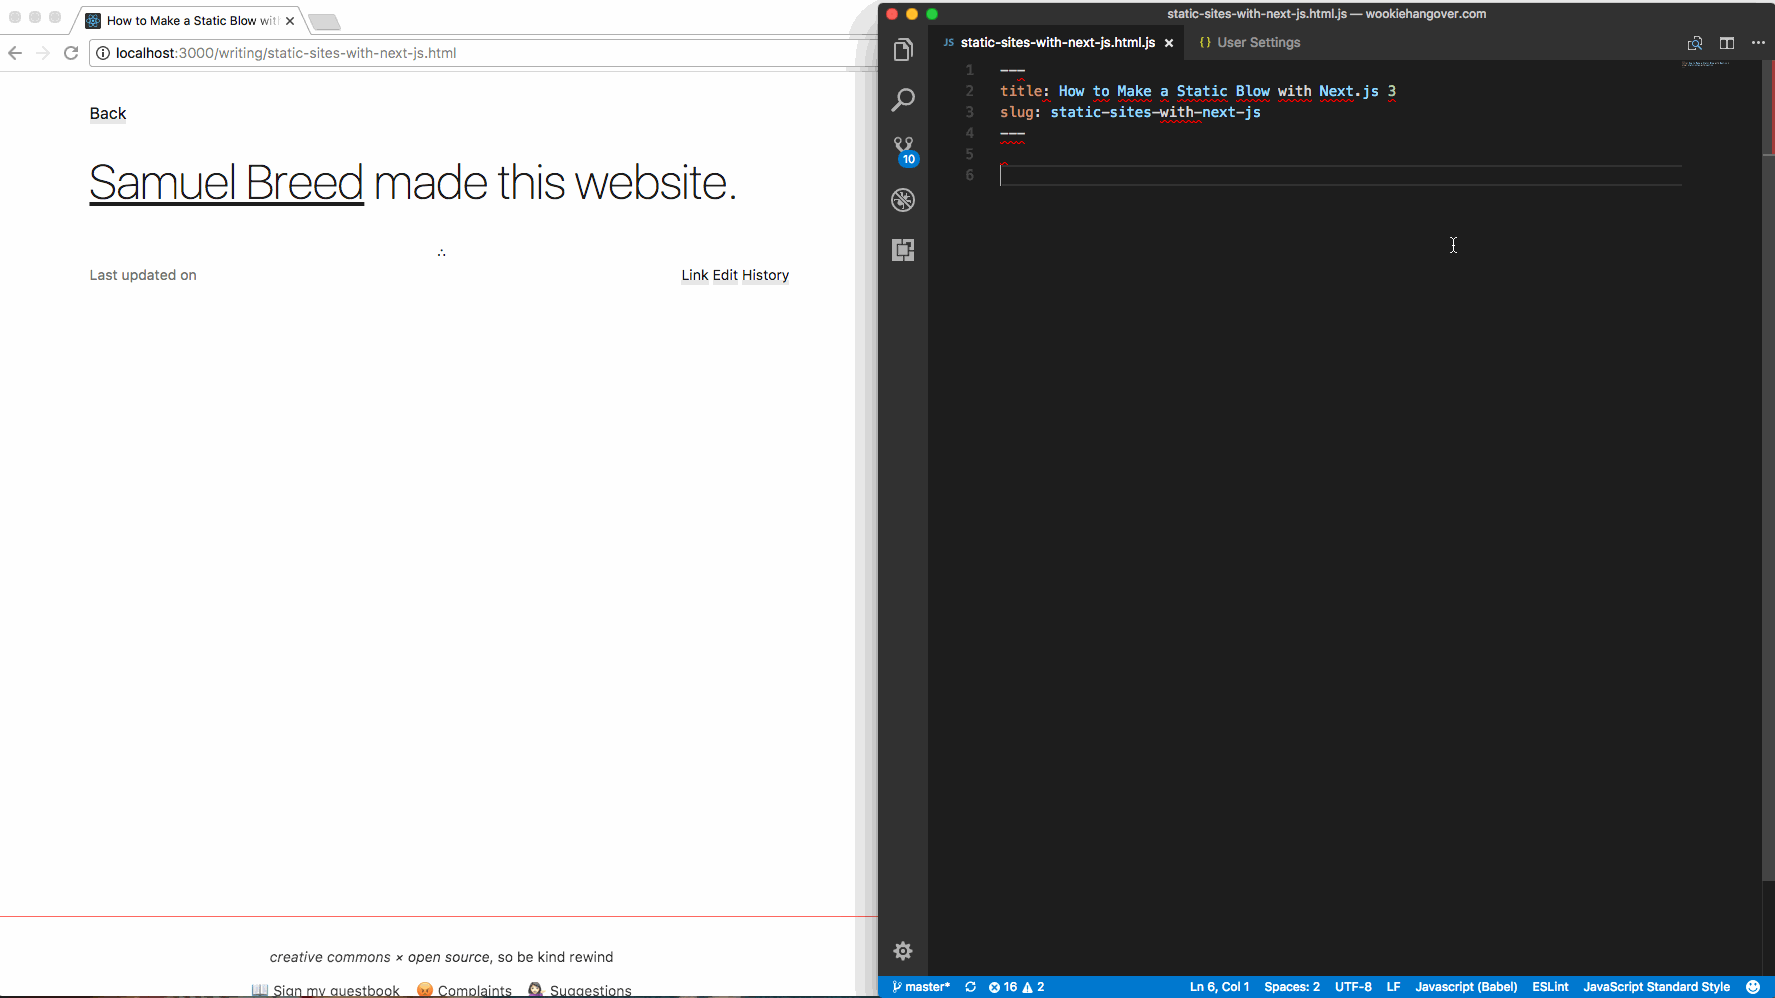 How to Make a Static Blow wit
localhost:3000/writing/static-sites-with-next-js.html
Back
Samuel Breed made this website.
∴
Last updated on
Link Edit History
creative commons × open source, so be kind rewind
Sign my guestbook Complaints Suggestions
static-sites-with-next-js.html.js — wookiehangover.com
JS static-sites-with-next-js.html.js × {} User Settings
1 ---
2 title: How to Make a Static Blow with Next.js 3
3 slug: static-sites-with-next-js
4 ---
5
6
10
master* 16 2 Ln 6, Col 1 Spaces: 2 UTF-8 LF Javascript (Babel) ESLint JavaScript Standard Style